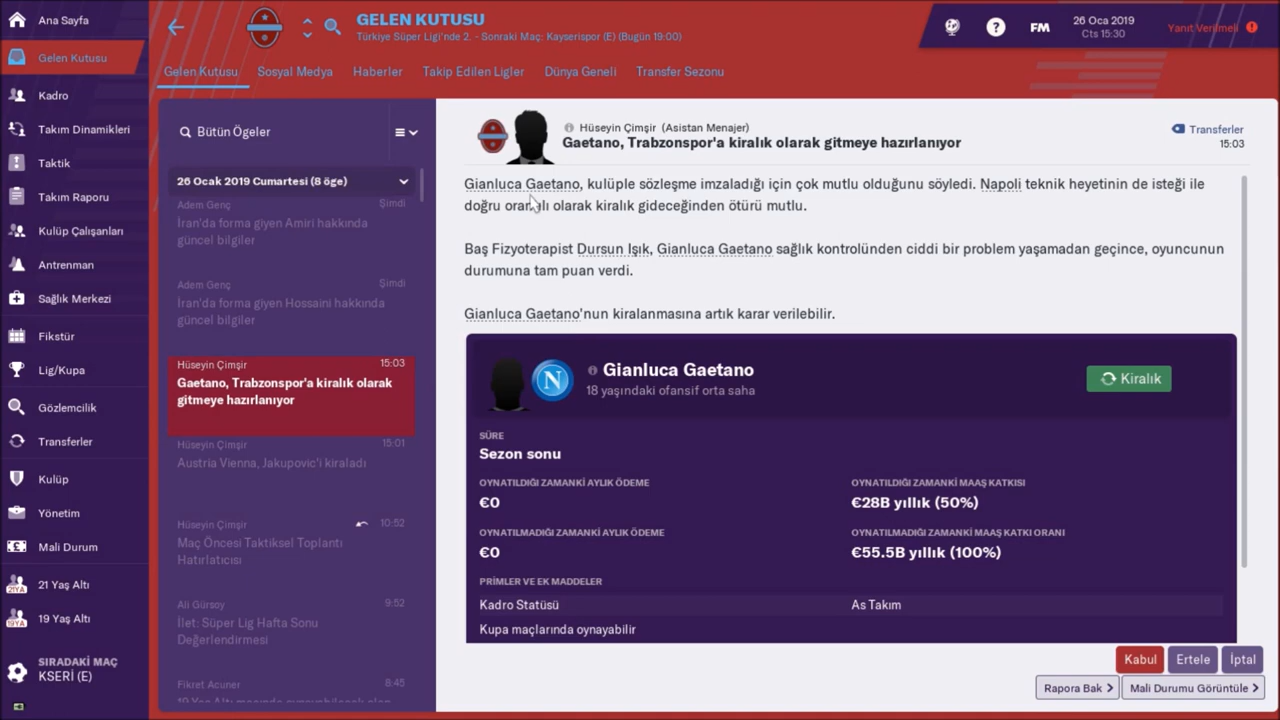 Ana Sayfa
Gelen Kutusu
Kadro
Takım Dinamikleri
Taktik
Takım Raporu
Kulüp Çalışanları
Antrenman
Sağlık Merkezi
Fikstür
Lig/Kupa
Gözlemcilik
Transferler
Kulüp
Yönetim
Mali Durum
21YA
21 Yaş Altı
19YA
19 Yaş Altı
SIRADAKİ MAÇ
KSERİ (E)
GELEN KUTUSU
Türkiye Süper Ligi'nde 2. - Sonraki Maç: Kayserispor (E) (Bugün 19:00)
FM
26 Oca 2019
Cts 15:30
Yanıt Verilmeli
Gelen Kutusu
Sosyal Medya
Haberler
Takip Edilen Ligler
Dünya Geneli
Transfer Sezonu
Bütün Ögeler
26 Ocak 2019 Cumartesi (8 öge)
Adem Genç Şimdi
İran'da forma giyen Amiri hakkında
güncel bilgiler
Adem Genç Şimdi
İran'da forma giyen Hossaini hakkında
güncel bilgiler
Hüseyin Çimşir 15:03
Gaetano, Trabzonspor'a kiralık olarak
gitmeye hazırlanıyor
Hüseyin Çimşir 15:01
Austria Vienna, Jakupovic'i kiraladı
Hüseyin Çimşir 10:52
Maç Öncesi Taktiksel Toplantı
Hatırlatıcısı
Ali Gürsoy 9:52
İlet: Süper Lig Hafta Sonu
Değerlendirmesi
Fikret Acuner 8:45
Hüseyin Çimşir (Asistan Menajer)
Gaetano, Trabzonspor'a kiralık olarak gitmeye hazırlanıyor
Transferler
15:03
Gianluca Gaetano, kulüple sözleşme imzaladığı için çok mutlu olduğunu söyledi. Napoli teknik heyetinin de isteği ile
doğru orantılı olarak kiralık gideceğinden ötürü mutlu.
Baş Fizyoterapist Dursun Işık, Gianluca Gaetano sağlık kontrolünden ciddi bir problem yaşamadan geçince, oyuncunun
durumuna tam puan verdi.
Gianluca Gaetano'nun kiralanmasına artık karar verilebilir.
N
Gianluca Gaetano
18 yaşındaki ofansif orta saha
Kiralık
SÜRE
Sezon sonu
OYNATILDIĞI ZAMANKİ AYLIK ÖDEME
€0
OYNATILDIĞI ZAMANKİ MAAŞ KATKISI
€28B yıllık (50%)
OYNATILMADIĞI ZAMANKİ AYLIK ÖDEME
€0
OYNATILMADIĞI ZAMANKİ MAAŞ KATKI ORANI
€55.5B yıllık (100%)
PRİMLER VE EK MADDELER
Kadro Statüsü As Takım
Kupa maçlarında oynayabilir
Kabul
Ertele
İptal
Rapora Bak
Mali Durumu Görüntüle